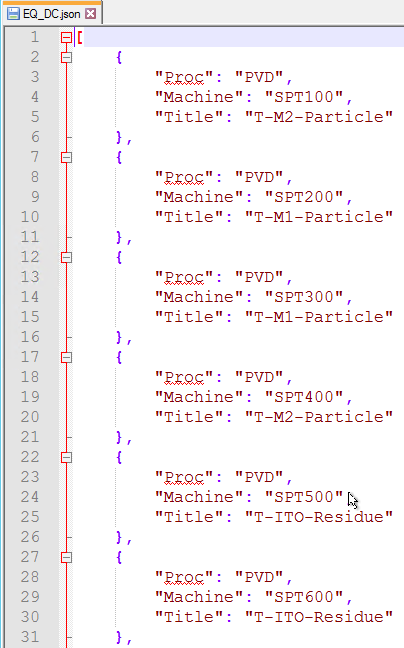 EQ_DC.json
1 [
2 {
3 "Proc": "PVD",
4 "Machine": "SPT100",
5 "Title": "T-M2-Particle"
6 },
7 {
8 "Proc": "PVD",
9 "Machine": "SPT200",
10 "Title": "T-M1-Particle"
11 },
12 {
13 "Proc": "PVD",
14 "Machine": "SPT300",
15 "Title": "T-M1-Particle"
16 },
17 {
18 "Proc": "PVD",
19 "Machine": "SPT400",
20 "Title": "T-M2-Particle"
21 },
22 {
23 "Proc": "PVD",
24 "Machine": "SPT500",
25 "Title": "T-ITO-Residue"
26 },
27 {
28 "Proc": "PVD",
29 "Machine": "SPT600",
30 "Title": "T-ITO-Residue"
31 },